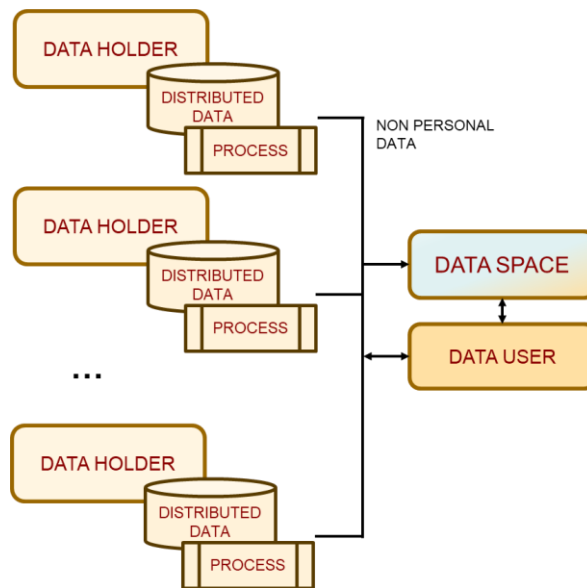 DATA HOLDER
DISTRIBUTED
DATA
PROCESS
NON PERSONAL
DATA
DATA HOLDER
DISTRIBUTED
DATA
PROCESS
DATA SPACE
DATA USER
...
DATA HOLDER
DISTRIBUTED
DATA
PROCESS